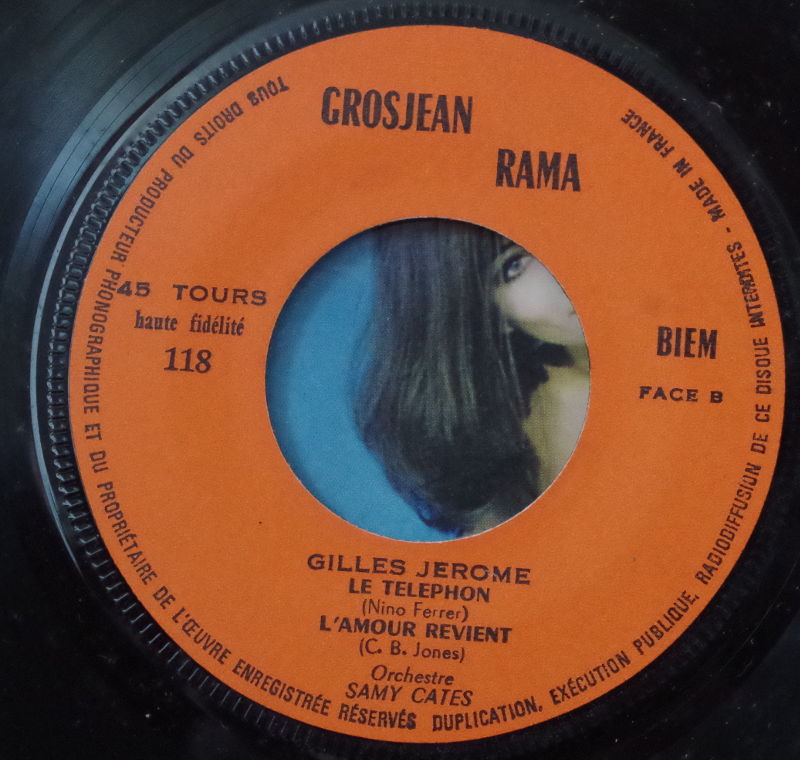 GROSJEAN
RAMA
45 TOURS
haute fidélité
118
BIEM
FACE B
GILLES JEROME
LE TELEPHON
(Nino Ferrer)
L'AMOUR REVIENT
(C. B. Jones)
Orchestre
SAMY CATES
TOUS DROITS DU PRODUCTEUR PHONOGRAPHIQUE ET DU PROPRIÉTAIRE DE L'ŒUVRE ENREGISTRÉE RÉSERVÉS DUPLICATION, EXÉCUTION PUBLIQUE, RADIODIFFUSION DE CE DISQUE INTERDITES - MADE IN FRANCE